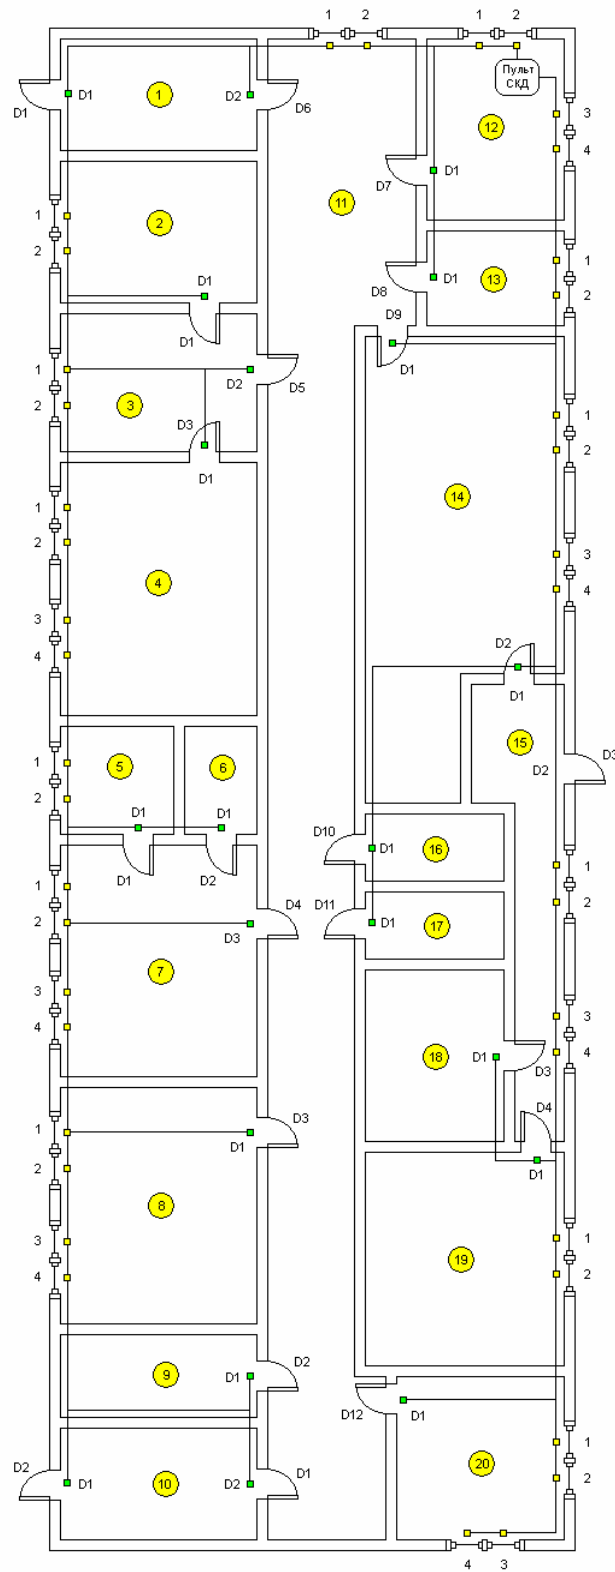 1 2 1 2
Пульт
СКД
D1 D1 1 D2 D6 3
12
4
D1
D7
2
1
2
11
D1
D8 D1 13 1
2
D1
D9
D1
1 D2 D5
2 3
D3
D1
1
2
14
3
4
1
2
4
3
4
D2
D1
15
D2
D3
1 5 6
2
D1 D1
D1 D2
D10 D1 16
1
2
1
2
D4 D11 D1 17
D3
7
3
4
3
4
18 D1 D3
D4
D1
D3
1 D1
2
8
3
4
19
1
2
9 D1 D2
D12 D1
D2 D1 10 D2 D1
20
1
2
4 3